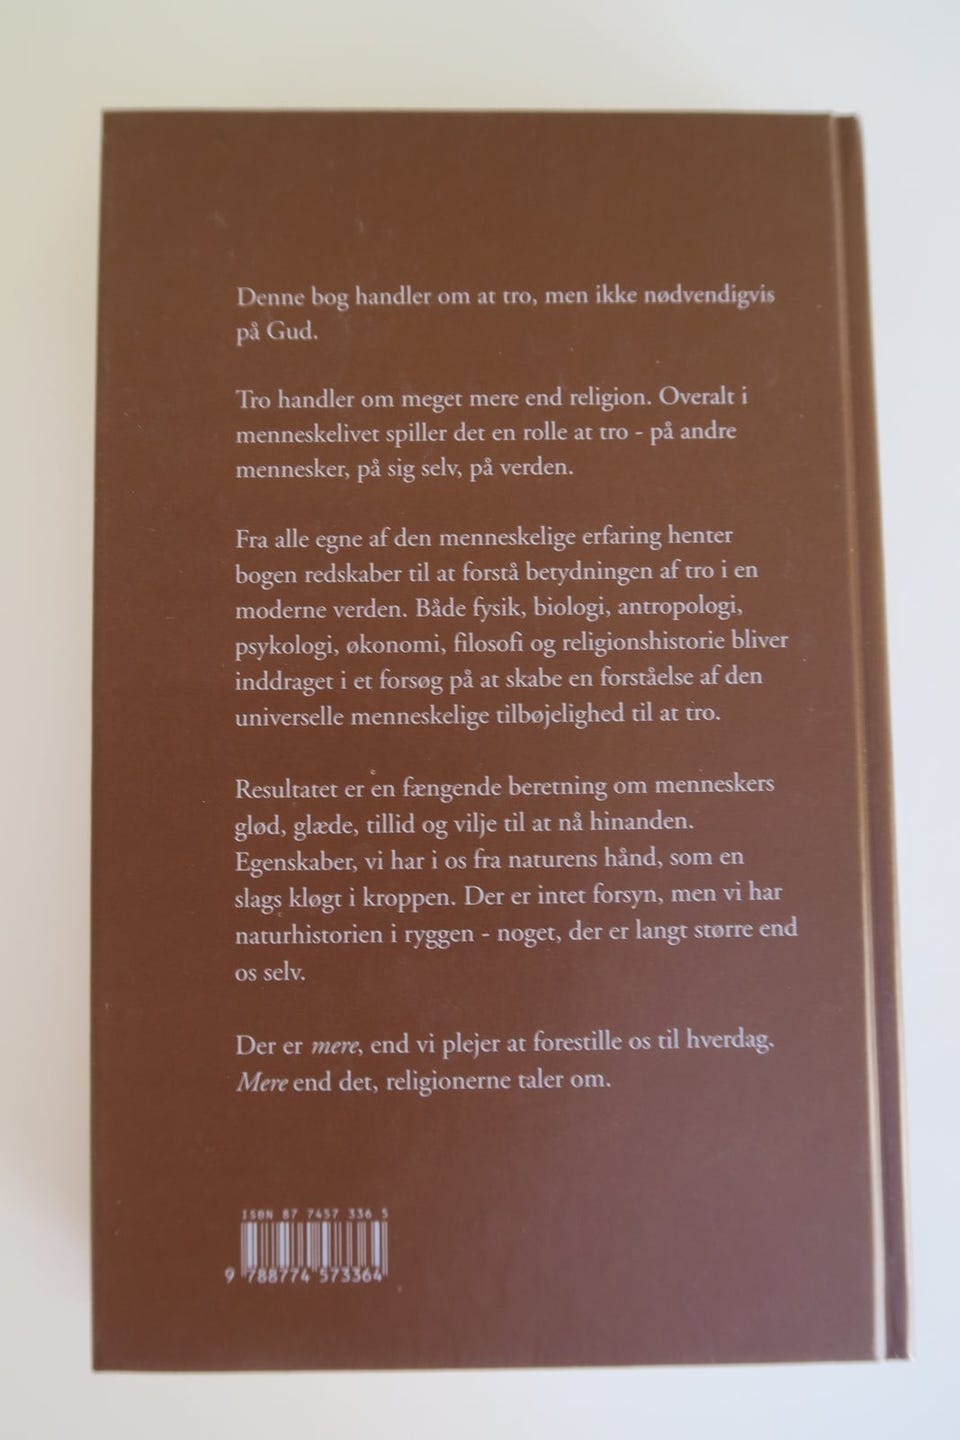 Denne bog handler om at tro, men ikke nødvendigvis
på Gud.
Tro handler om meget mere end religion. Overalt i
menneskelivet spiller det en rolle at tro - på andre
mennesker, på sig selv, på verden.
Fra alle egne af den menneskelige erfaring henter
bogen redskaber til at forstå betydningen af tro i en
moderne verden. Både fysik, biologi, antropologi,
psykologi, økonomi, filosofi og religionshistorie bliver
inddraget i et forsøg på at skabe en forståelse af den
universelle menneskelige tilbøjelighed til at tro.
Resultatet er en fængende beretning om menneskers
glød, glæde, tillid og vilje til at nå hinanden.
Egenskaber, vi har i os fra naturens hånd, som en
slags kløgt i kroppen. Der er intet forsyn, men vi har
naturhistorien i ryggen - noget, der er langt større end
os selv.
Der er mere, end vi plejer at forestille os til hverdag.
Mere end det, religionerne taler om.
ISBN 87 7457 336 5
9 788774 573364